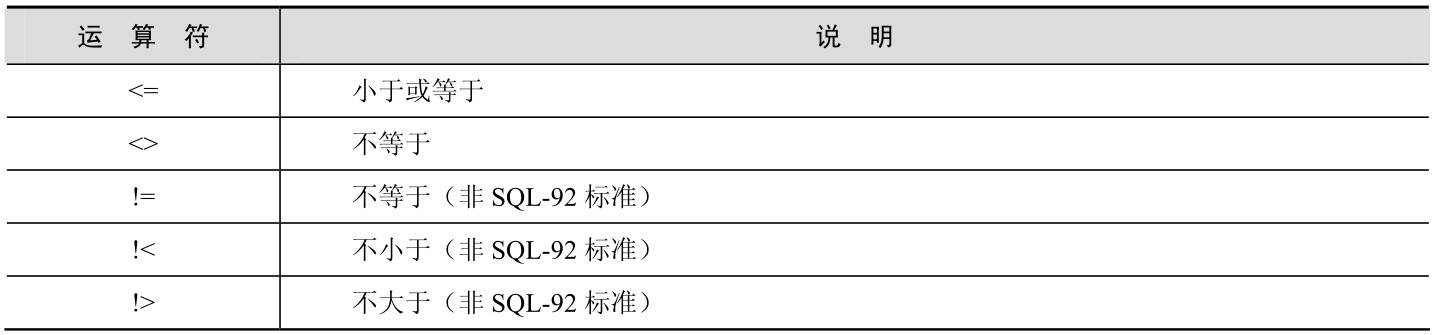 运 算 符 说 明
<= 小于或等于
<> 不等于
!= 不等于（非 SQL-92 标准）
!< 不小于（非 SQL-92 标准）
!> 不大于（非 SQL-92 标准）